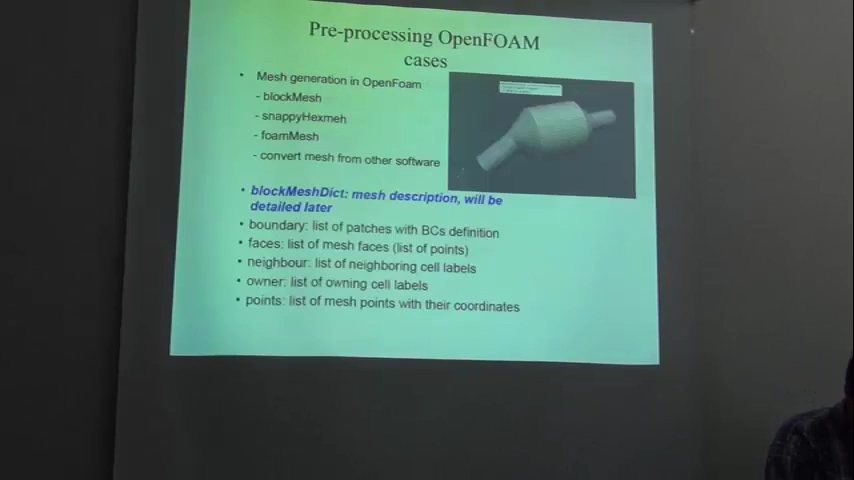 Pre-processing OpenFOAM
cases
• Mesh generation in OpenFoam
- blockMesh
- snappyHexmeh
- foamMesh
- convert mesh from other software
• blockMeshDict: mesh description, will be
detailed later
• boundary: list of patches with BCs definition
• faces: list of mesh faces (list of points)
• neighbour: list of neighboring cell labels
• owner: list of owning cell labels
• points: list of mesh points with their coordinates